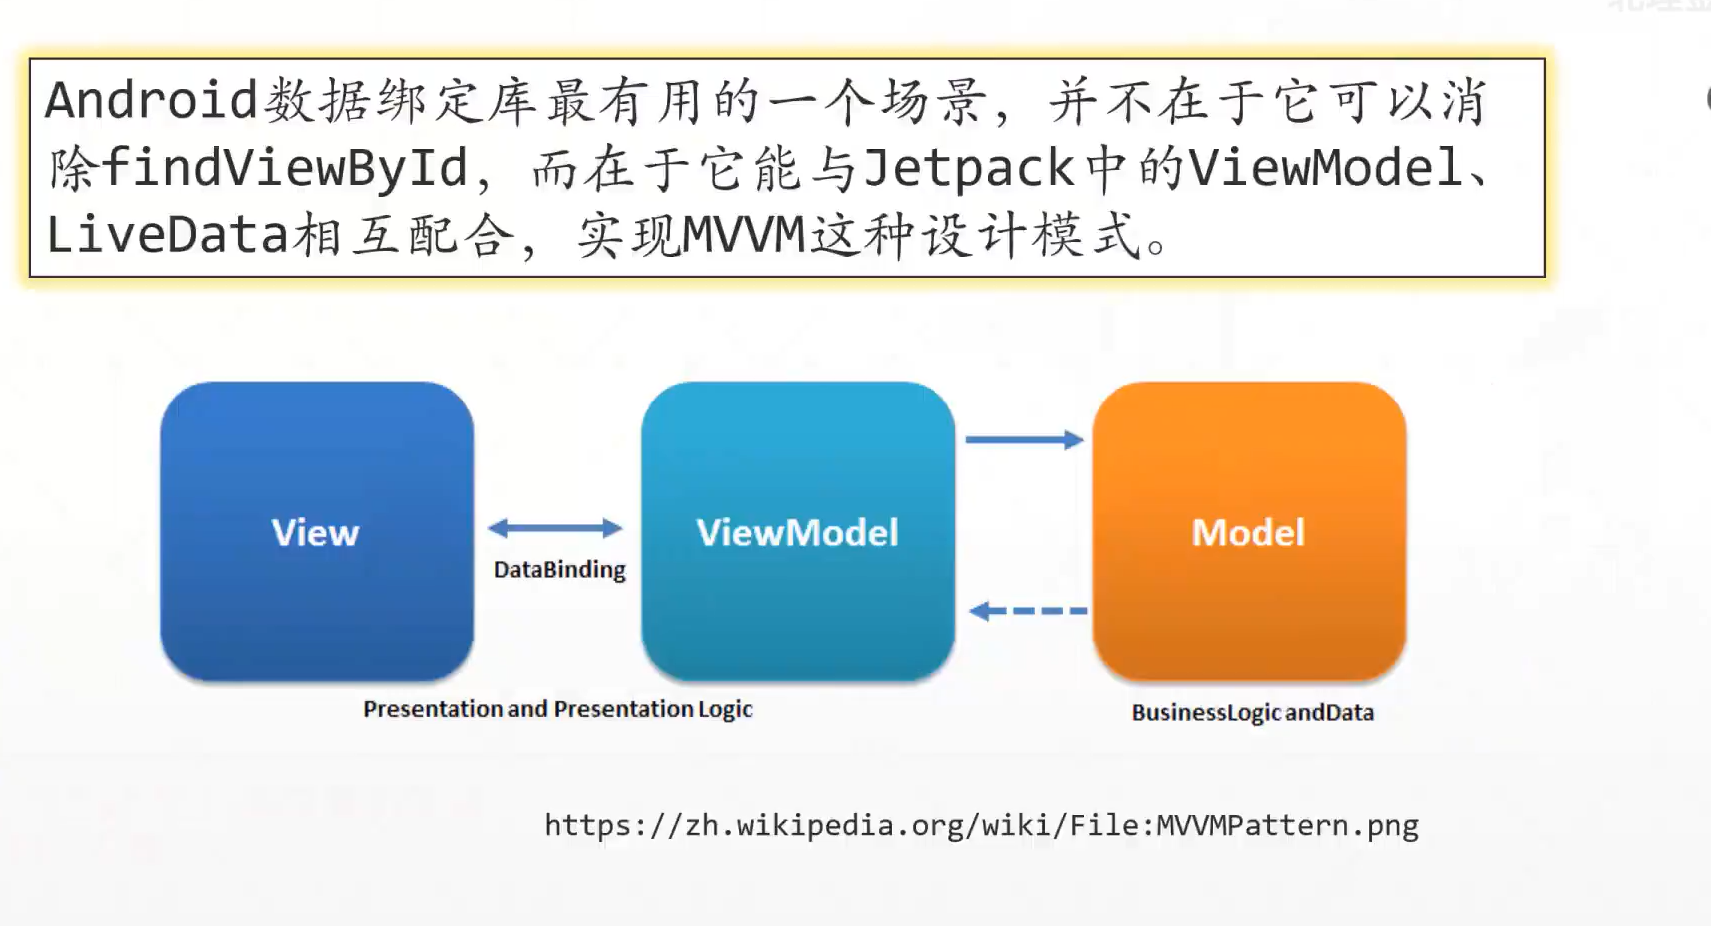 Android数据绑定库最有用的一个场景，并不在于它可以消
除findViewById，而在于它能与Jetpack中的ViewModel、
LiveData相互配合，实现MVVM这种设计模式。
View
DataBinding
ViewModel
Model
Presentation and Presentation Logic
BusinessLogicandData
https://zh.wikipedia.org/wiki/File:MVVMPattern.png